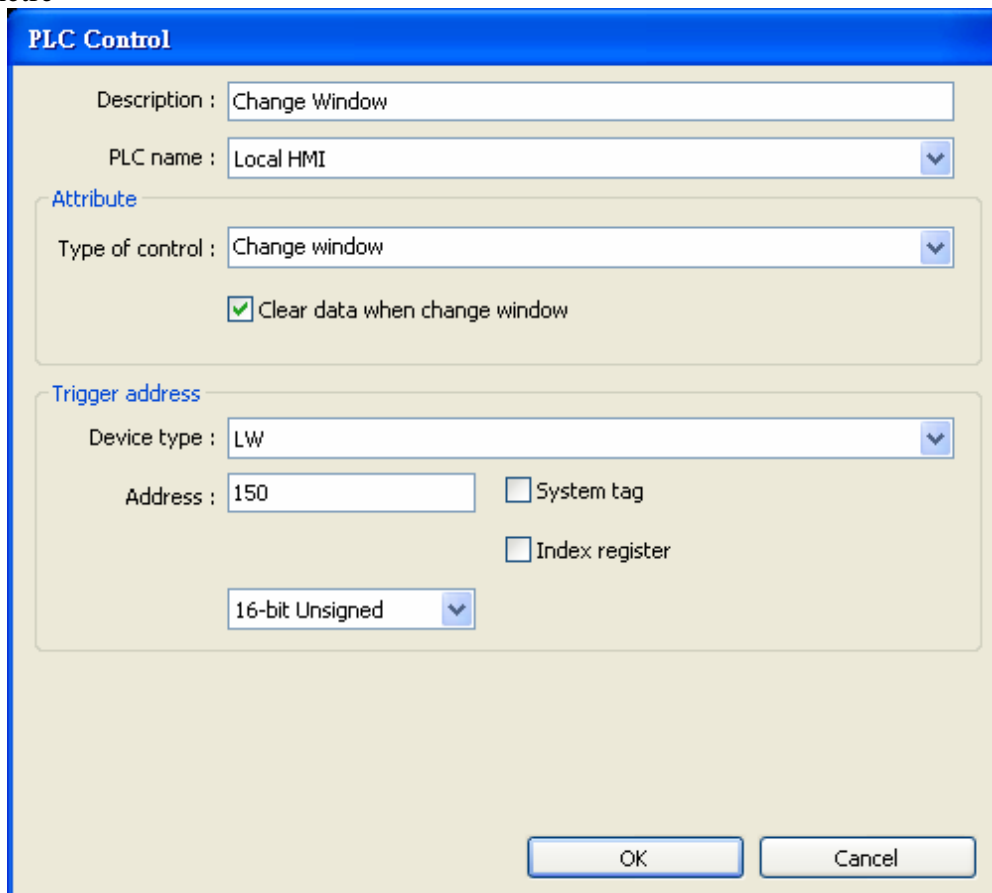 PLC Control
Description : Change Window
PLC name : Local HMI
Attribute
Type of control : Change window
Clear data when change window
Trigger address
Device type : LW
Address : 150 System tag
Index register
16-bit Unsigned
OK Cancel